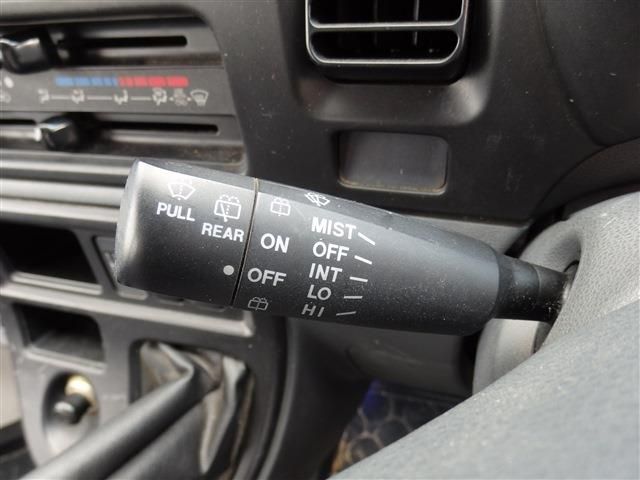 PULL
REAR
ON
OFF
MIST
OFF
INT
LO
HI